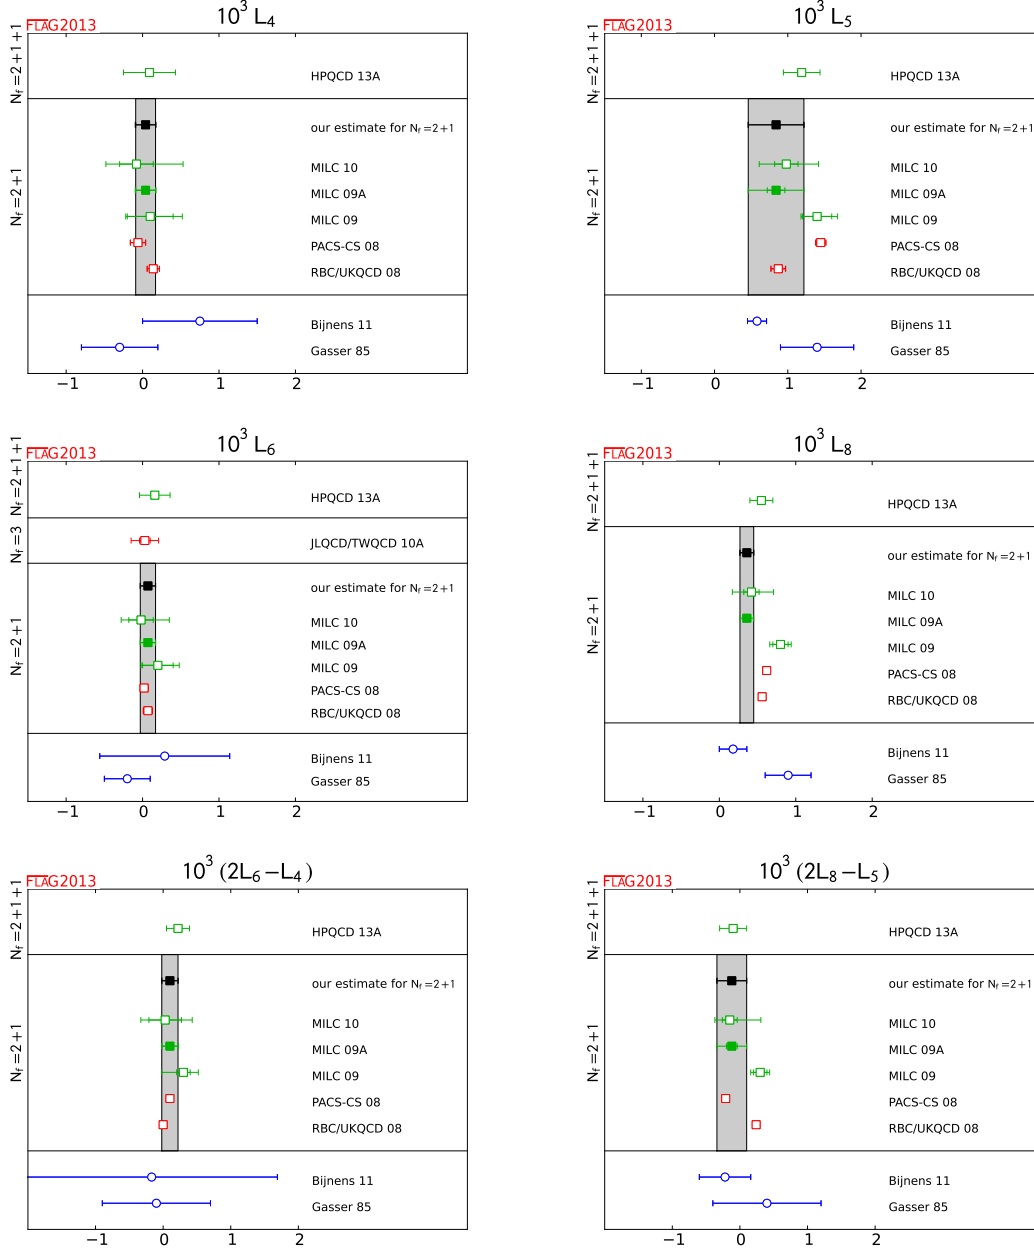 FLAG2013
10³ L₄
N_f=2+1+1
HPQCD 13A
N_f=2+1
our estimate for N_f=2+1
MILC 10
MILC 09A
MILC 09
PACS-CS 08
RBC/UKQCD 08
Bijnens 11
Gasser 85
−1 0 1 2
FLAG2013
10³ L₅
N_f=2+1+1
HPQCD 13A
N_f=2+1
our estimate for N_f=2+1
MILC 10
MILC 09A
MILC 09
PACS-CS 08
RBC/UKQCD 08
Bijnens 11
Gasser 85
−1 0 1 2
FLAG2013
10³ L₆
N_f=2+1+1
HPQCD 13A
N_f=3
JLQCD/TWQCD 10A
N_f=2+1
our estimate for N_f=2+1
MILC 10
MILC 09A
MILC 09
PACS-CS 08
RBC/UKQCD 08
Bijnens 11
Gasser 85
−1 0 1 2
FLAG2013
10³ L₈
N_f=2+1+1
HPQCD 13A
N_f=2+1
our estimate for N_f=2+1
MILC 10
MILC 09A
MILC 09
PACS-CS 08
RBC/UKQCD 08
Bijnens 11
Gasser 85
−1 0 1 2
FLAG2013
10³ (2L₆−L₄)
N_f=2+1+1
HPQCD 13A
N_f=2+1
our estimate for N_f=2+1
MILC 10
MILC 09A
MILC 09
PACS-CS 08
RBC/UKQCD 08
Bijnens 11
Gasser 85
−1 0 1 2
FLAG2013
10³ (2L₈−L₅)
N_f=2+1+1
HPQCD 13A
N_f=2+1
our estimate for N_f=2+1
MILC 10
MILC 09A
MILC 09
PACS-CS 08
RBC/UKQCD 08
Bijnens 11
Gasser 85
−1 0 1 2